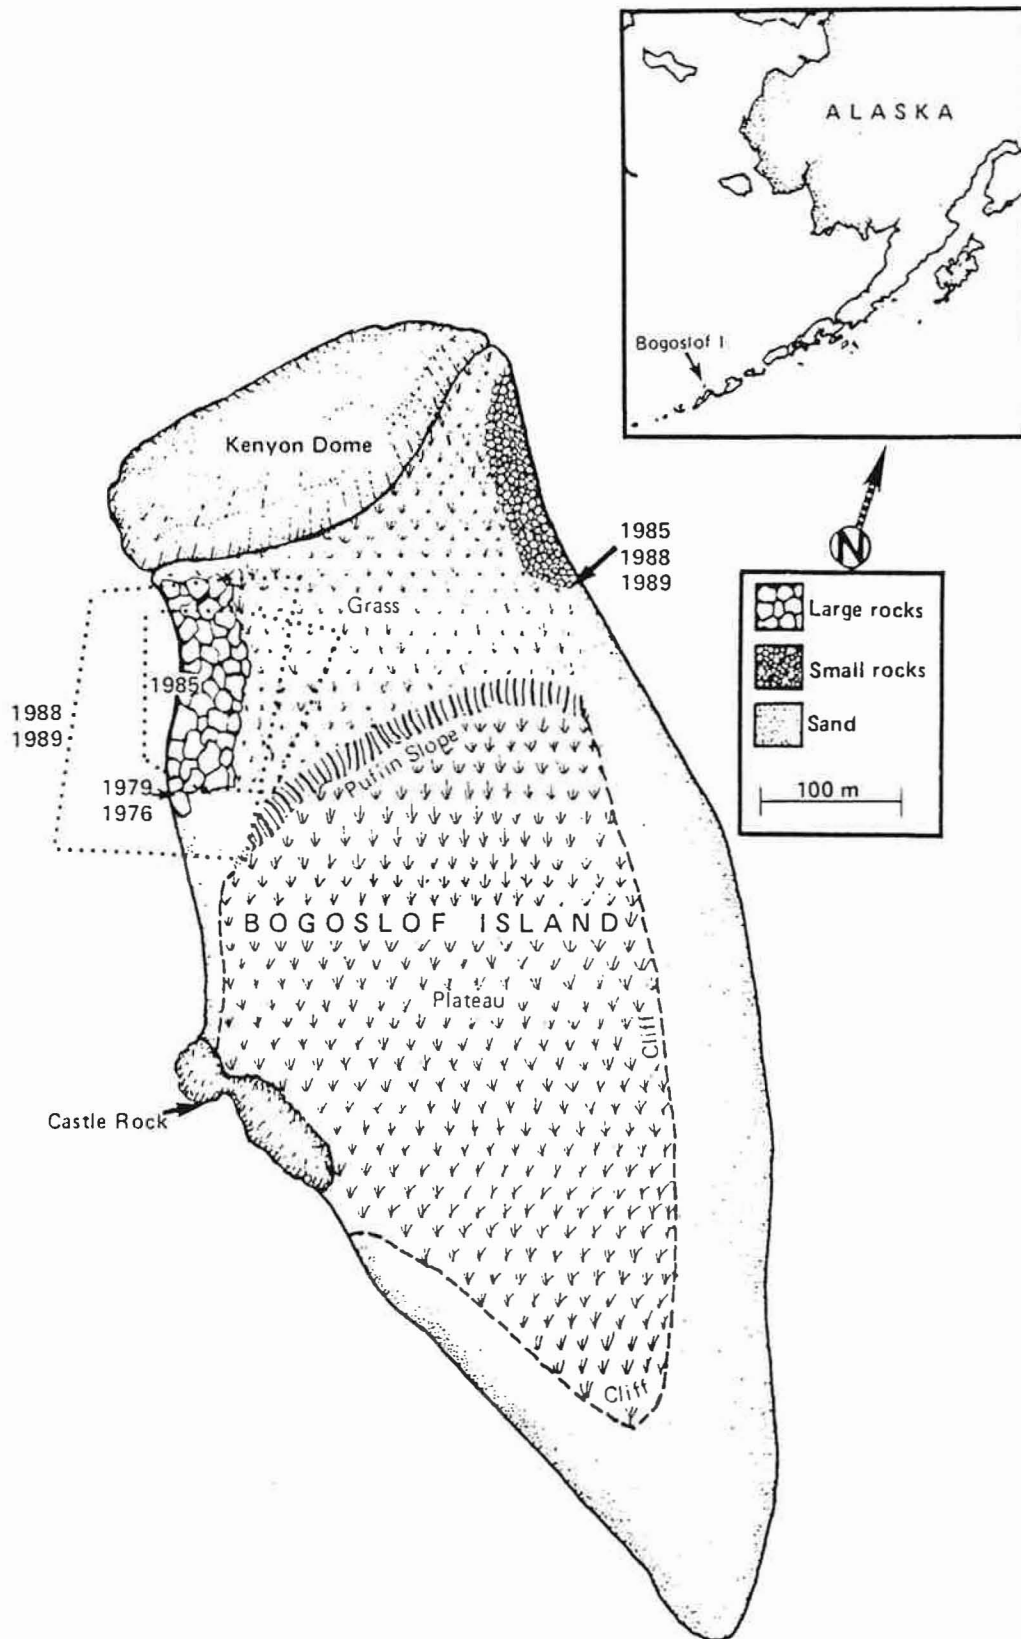 ALASKA
Bogoslof I
N
Large rocks
Small rocks
Sand
100 m
Kenyon Dome
1985
1988
1989
Grass
1985
1988
1989
1979
1976
Puffin Slope
BOGOSLOF ISLAND
Plateau
Cliff
Castle Rock
Cliff